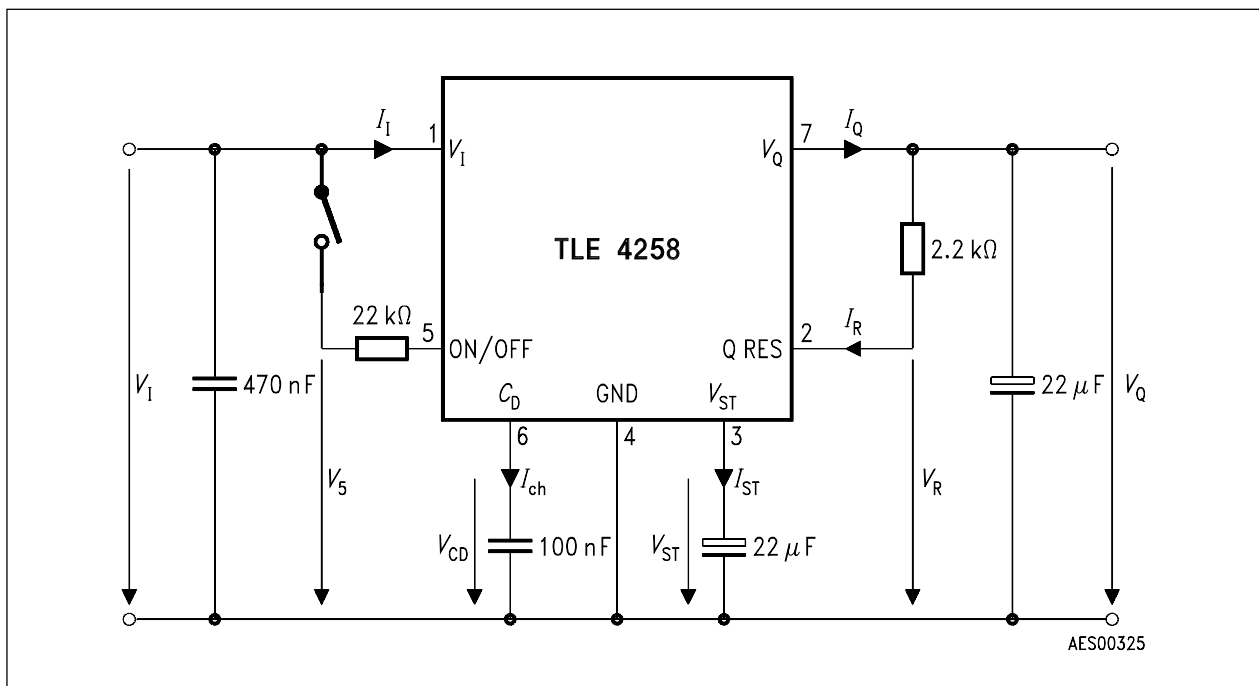 I_I
1
V_I
7
I_Q
V_Q
TLE 4258
2.2 kΩ
22 kΩ
5
ON/OFF
2
I_R
Q RES
V_I
470 nF
C_D
GND
V_ST
22 µF
V_Q
6
4
3
V_5
I_ch
I_ST
V_R
V_CD
100 nF
V_ST
22 µF
AES00325